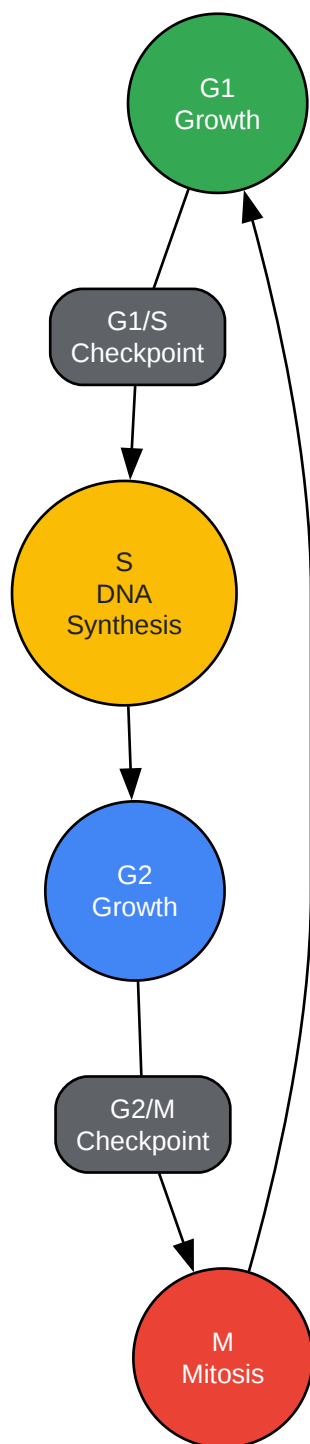 G1
Growth
G1/S
Checkpoint
S
DNA
Synthesis
G2
Growth
G2/M
Checkpoint
M
Mitosis